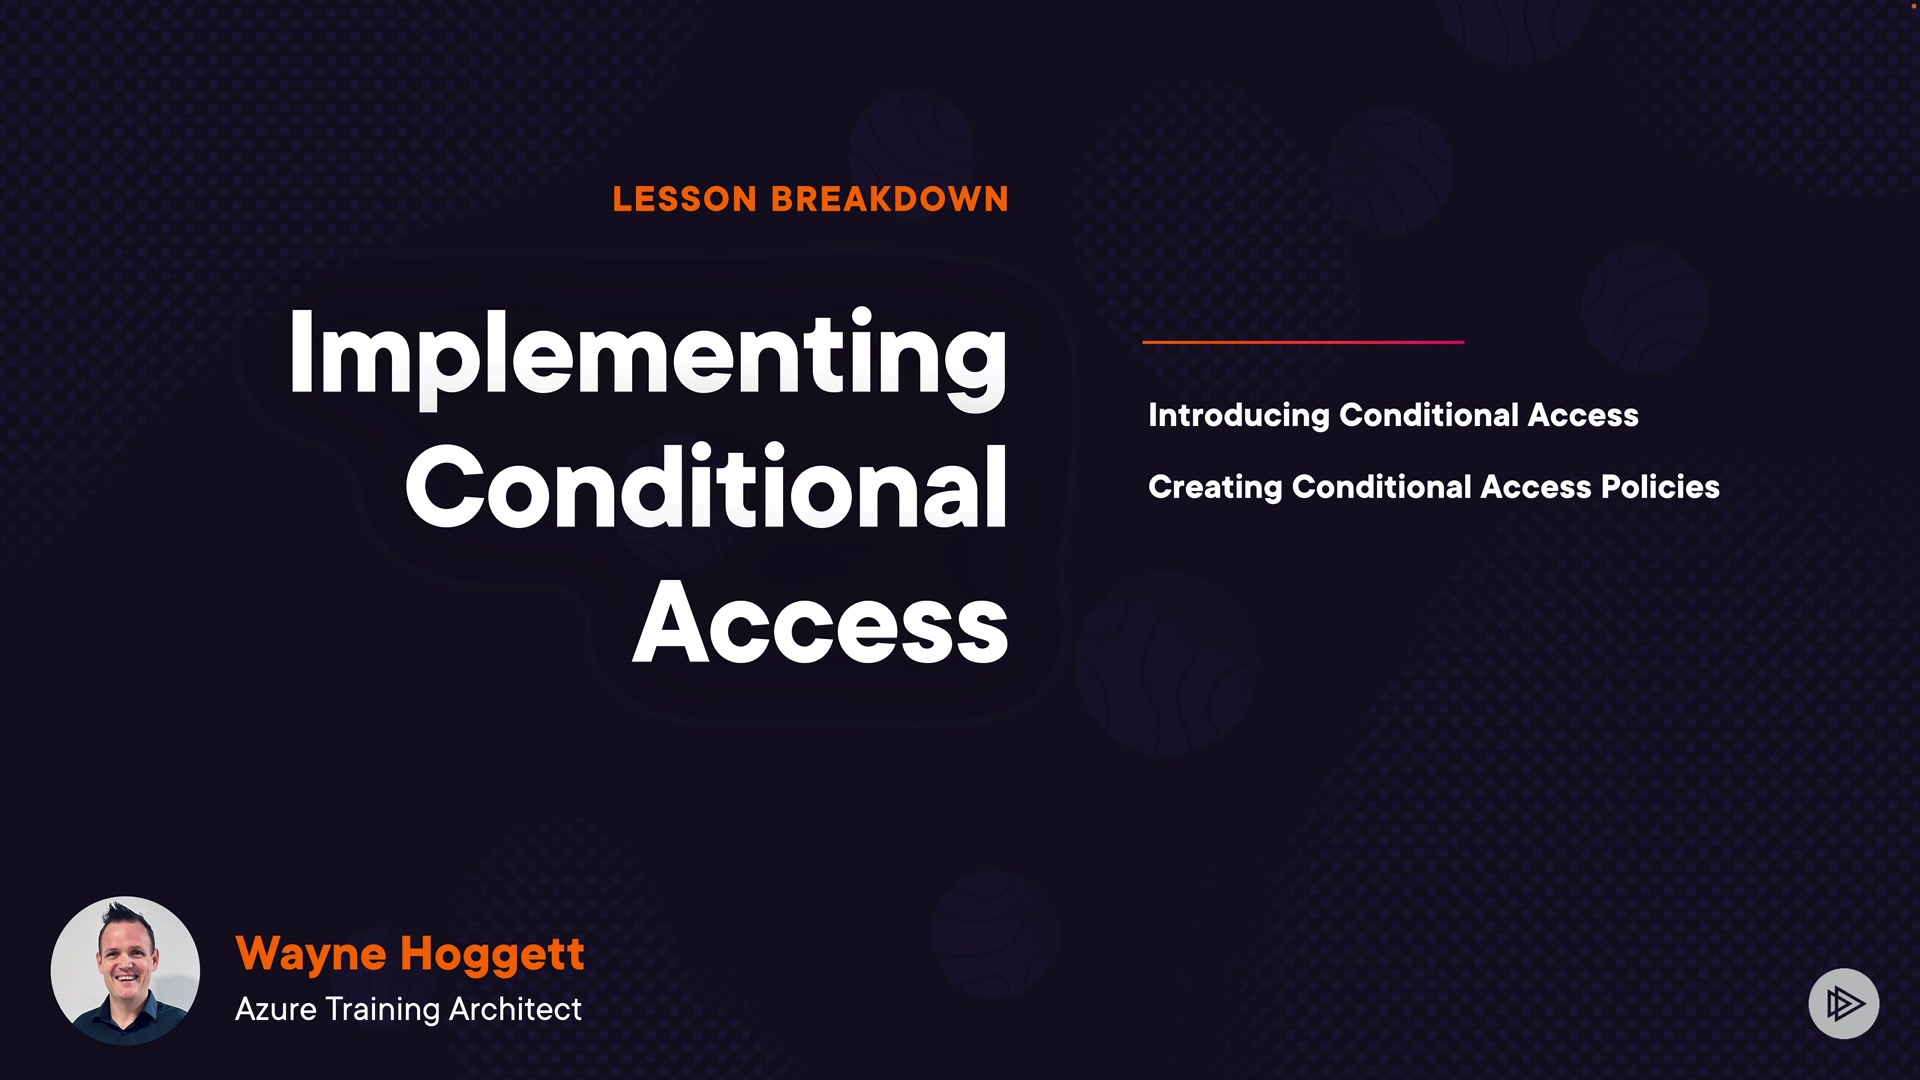 LESSON BREAKDOWN
Implementing
Conditional
Access
Introducing Conditional Access
Creating Conditional Access Policies
Wayne Hoggett
Azure Training Architect